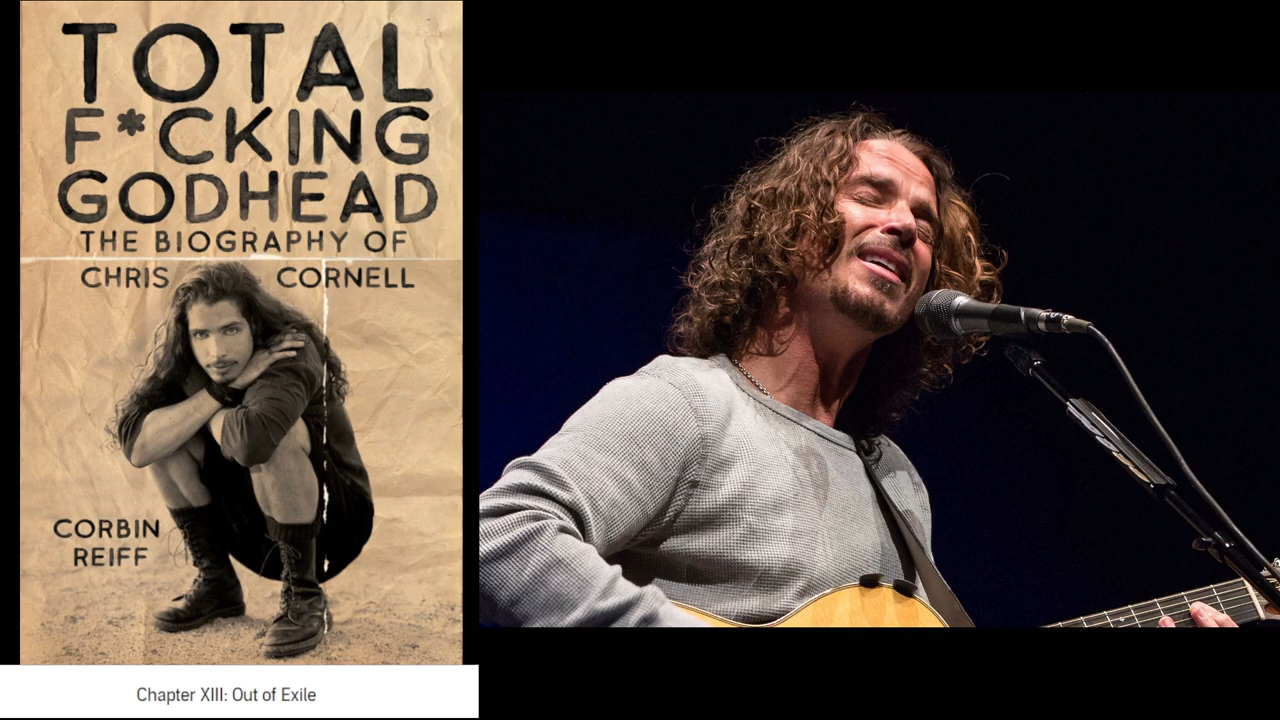 TOTAL
F*CKING
GODHEAD
THE BIOGRAPHY OF
CHRIS CORNELL
CORBIN
REIFF
Chapter XIII: Out of Exile